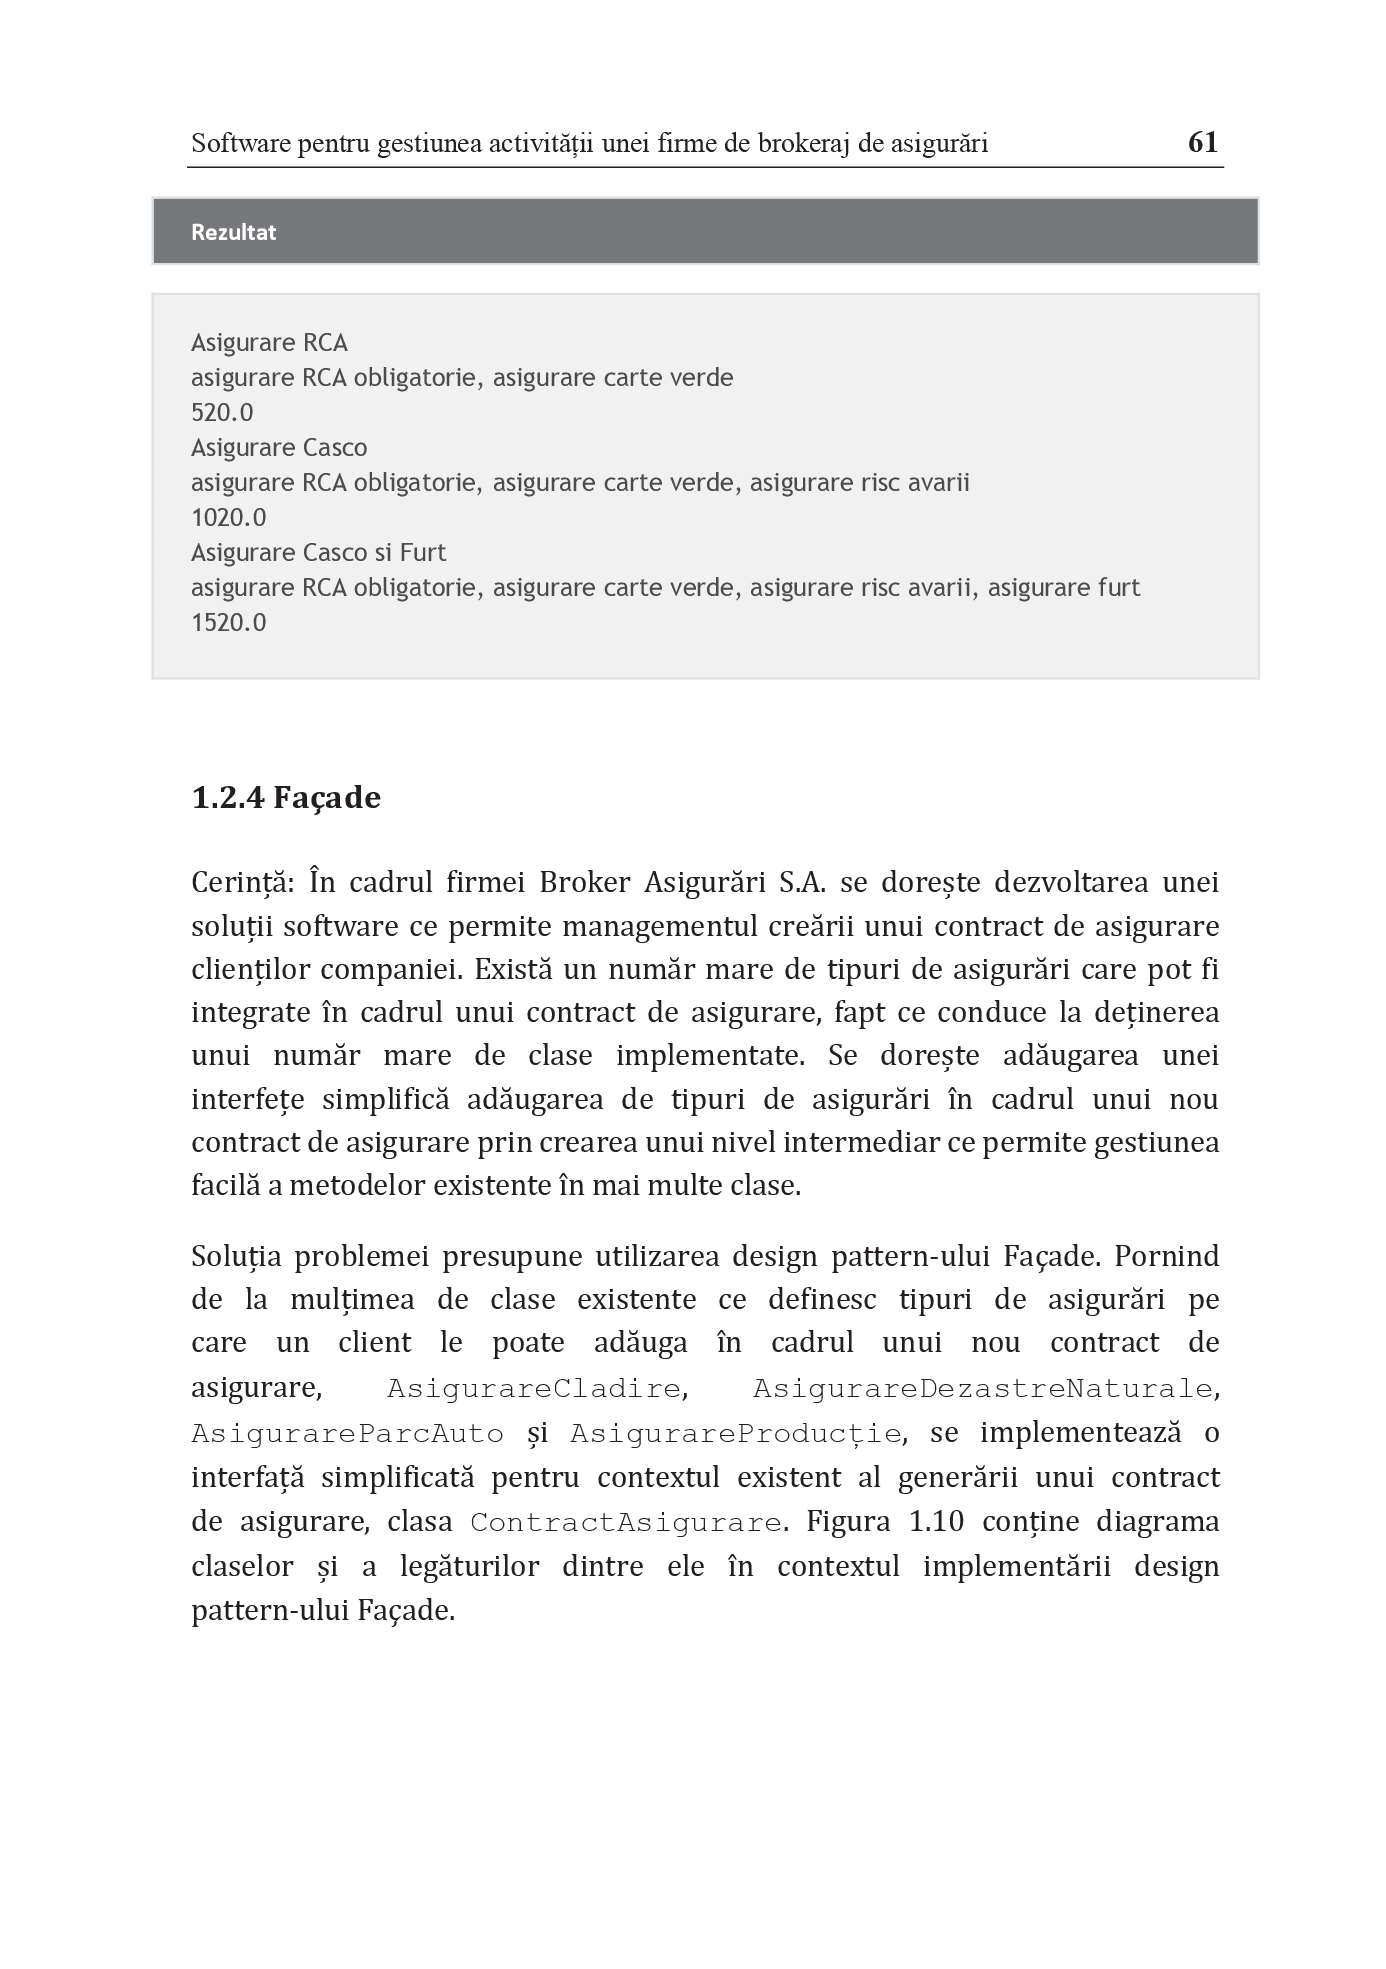 Software pentru gestiunea activității unei firme de brokeraj de asigurări 61
Rezultat
Asigurare RCA
asigurare RCA obligatorie, asigurare carte verde
520.0
Asigurare Casco
asigurare RCA obligatorie, asigurare carte verde, asigurare risc avarii
1020.0
Asigurare Casco si Furt
asigurare RCA obligatorie, asigurare carte verde, asigurare risc avarii, asigurare furt
1520.0
1.2.4 Façade
Cerință: În cadrul firmei Broker Asigurări S.A. se dorește dezvoltarea unei
soluții software ce permite managementul creării unui contract de asigurare
clienților companiei. Există un număr mare de tipuri de asigurări care pot fi
integrate în cadrul unui contract de asigurare, fapt ce conduce la deținerea
unui număr mare de clase implementate. Se dorește adăugarea unei
interfețe simplifică adăugarea de tipuri de asigurări în cadrul unui nou
contract de asigurare prin crearea unui nivel intermediar ce permite gestiunea
facilă a metodelor existente în mai multe clase.
Soluția problemei presupune utilizarea design pattern-ului Façade. Pornind
de la mulțimea de clase existente ce definesc tipuri de asigurări pe
care un client le poate adăuga în cadrul unui nou contract de
asigurare, AsigurareCladire, AsigurareDezastreNaturale,
AsigurareParcAuto și AsigurareProducție, se implementează o
interfață simplificată pentru contextul existent al generării unui contract
de asigurare, clasa ContractAsigurare. Figura 1.10 conține diagrama
claselor și a legăturilor dintre ele în contextul implementării design
pattern-ului Façade.